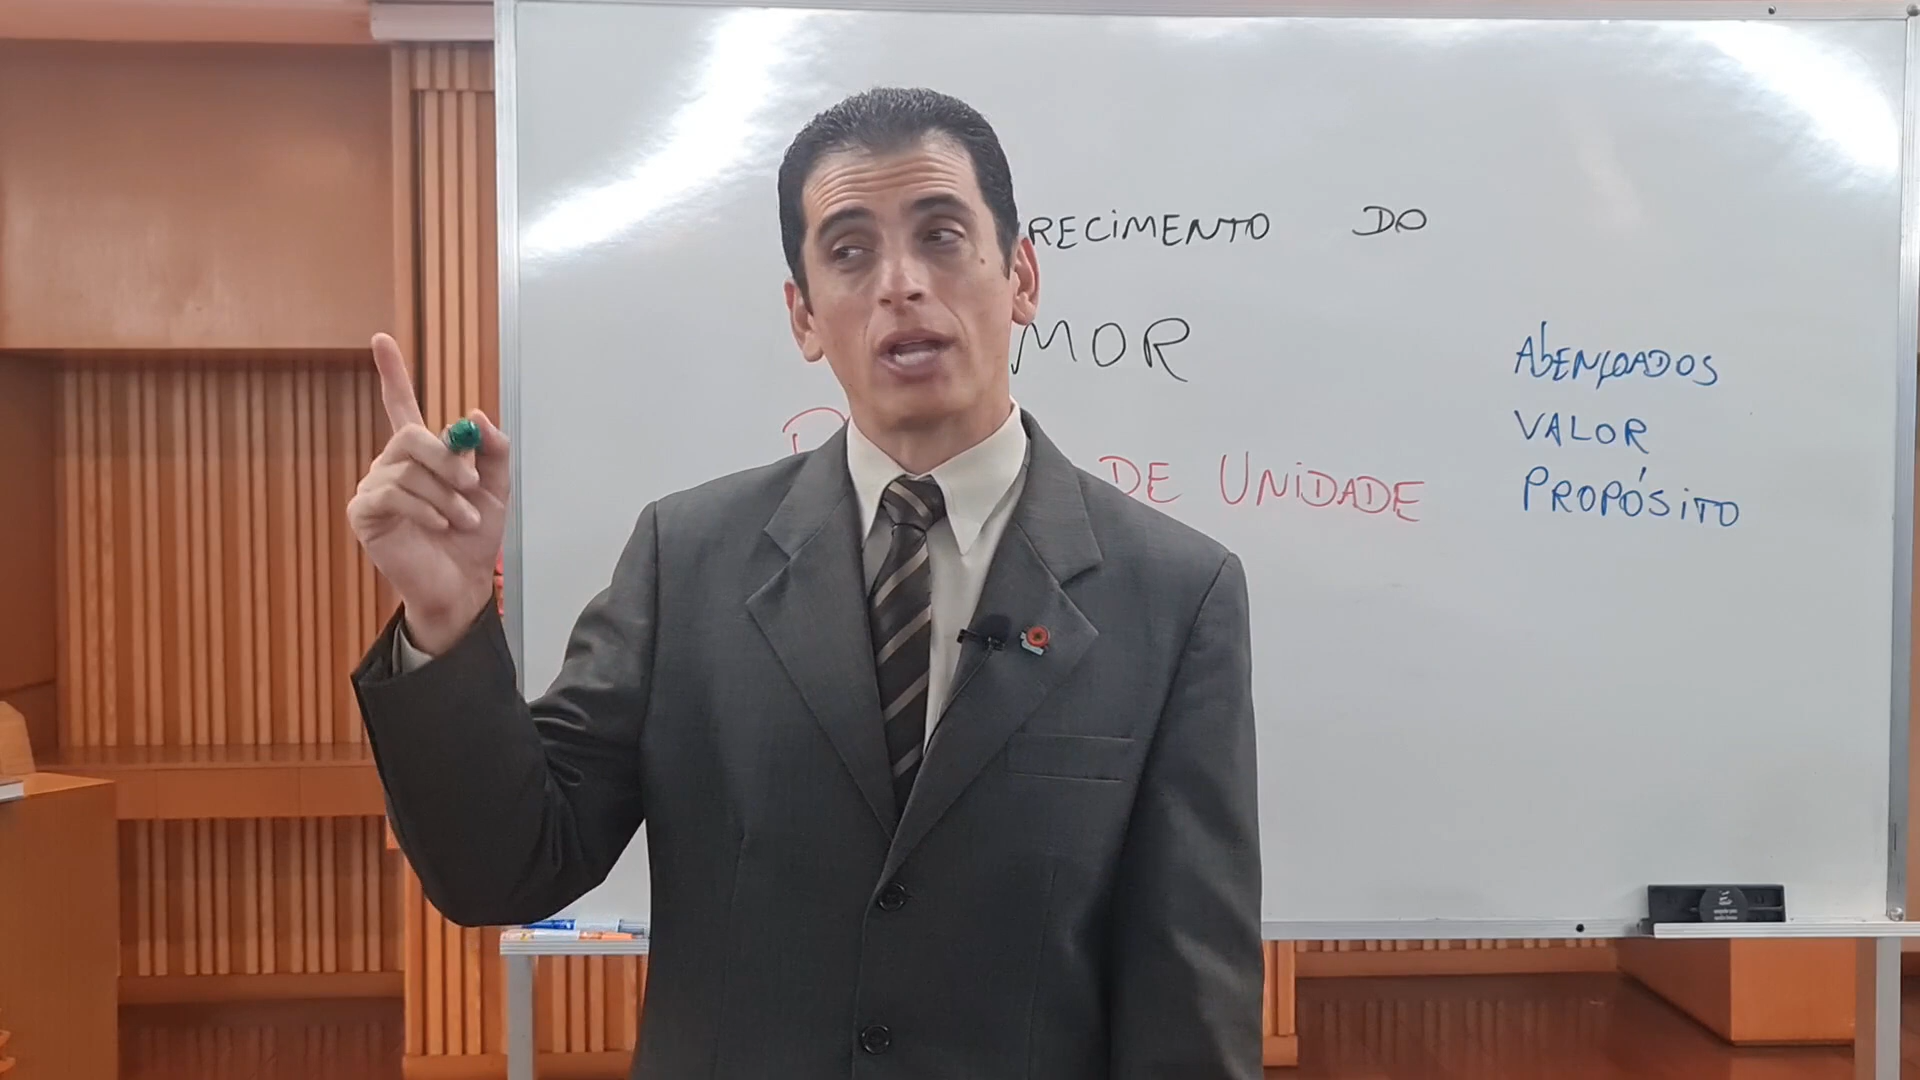 RECIMENTO DO
MOR
DE UNIDADE
AbENÇOADOS
VALOR
PROPÓSITO